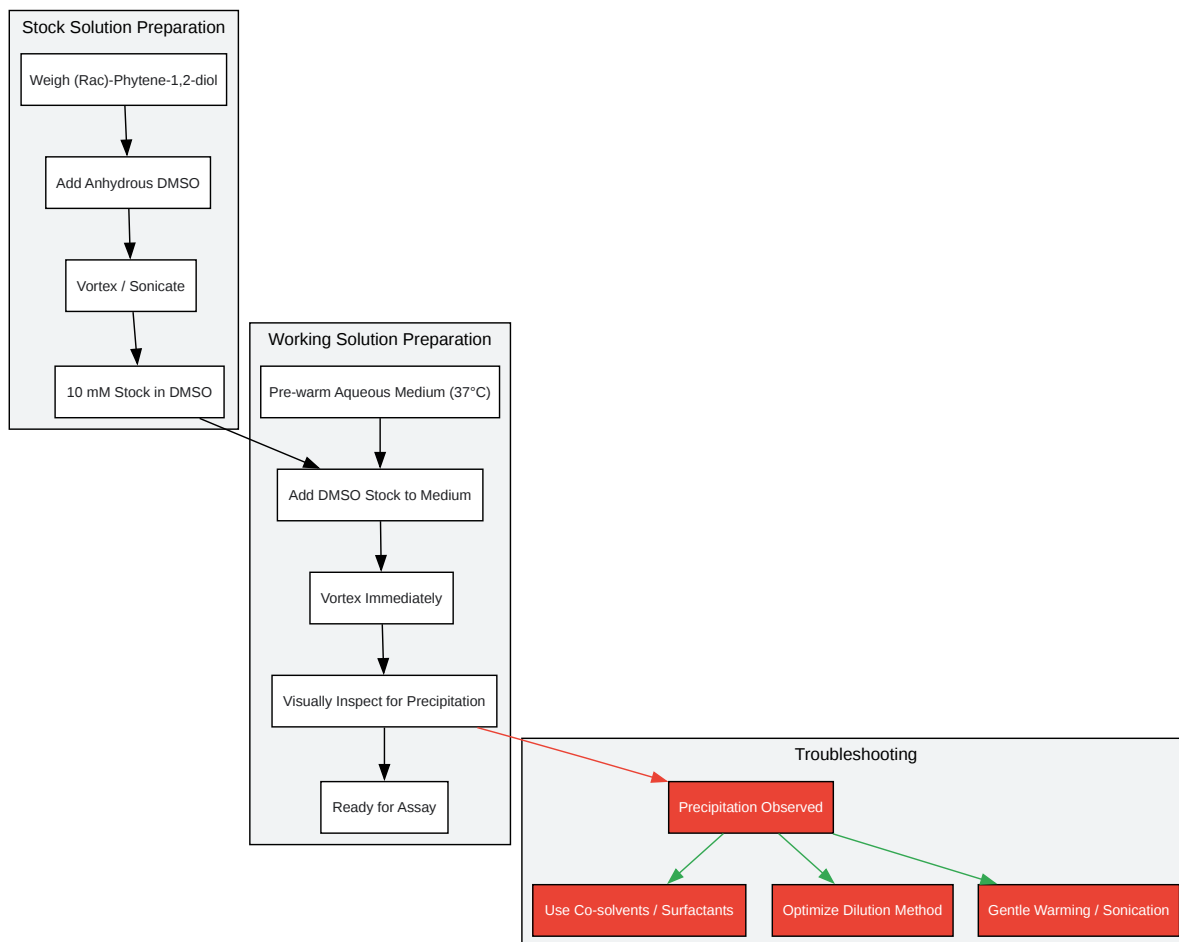 Stock Solution Preparation
Weigh (Rac)-Phytene-1,2-diol
Add Anhydrous DMSO
Vortex / Sonicate
10 mM Stock in DMSO
Working Solution Preparation
Pre-warm Aqueous Medium (37°C)
Add DMSO Stock to Medium
Vortex Immediately
Visually Inspect for Precipitation
Ready for Assay
Troubleshooting
Precipitation Observed
Use Co-solvents / Surfactants
Optimize Dilution Method
Gentle Warming / Sonication